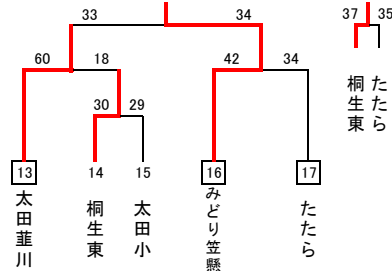 33 34
37 35
60 18
42 34
30 29
13 14 15 16 17
太田韮川
桐生東
太田小
みどり笠懸
たたら
桐生東
たたら